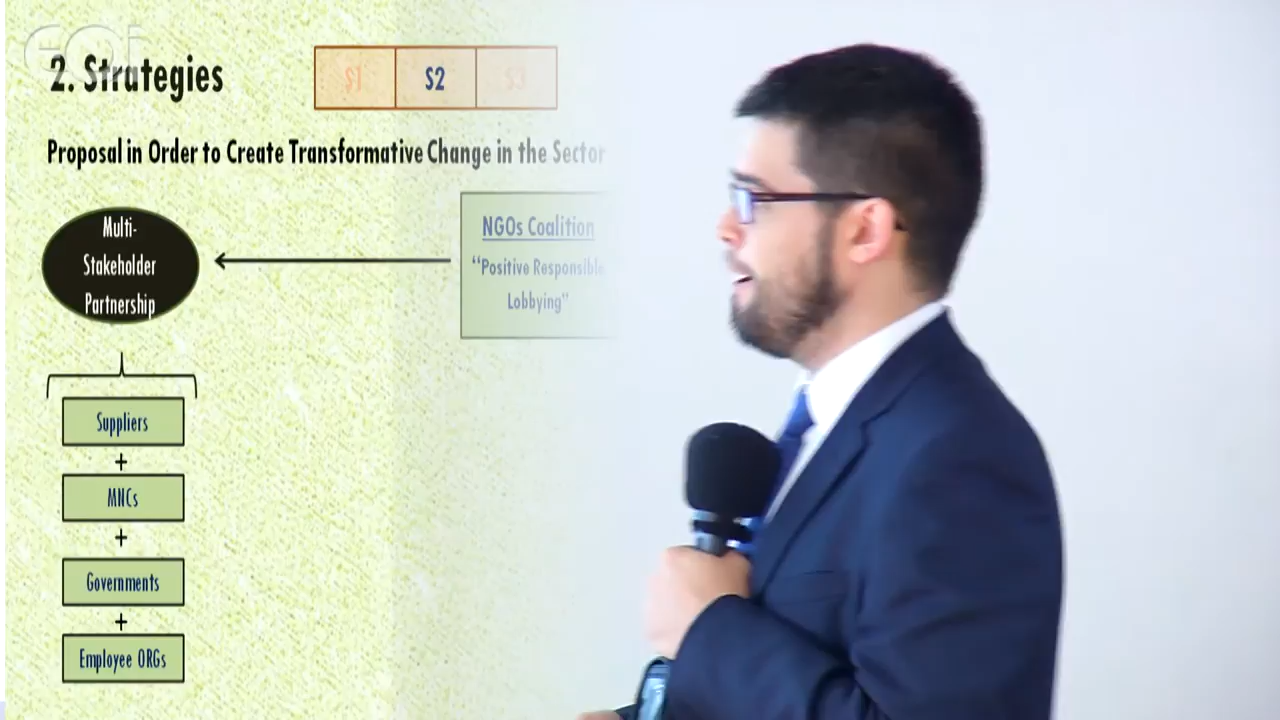 eoi
2. Strategies
S1 S2 S3
Proposal in Order to Create Transformative Change in the Sector
Multi-
Stakeholder
Partnership
NGOs Coalition
“Positive Responsible
Lobbying”
Suppliers
+
MNCs
+
Governments
+
Employee ORGs